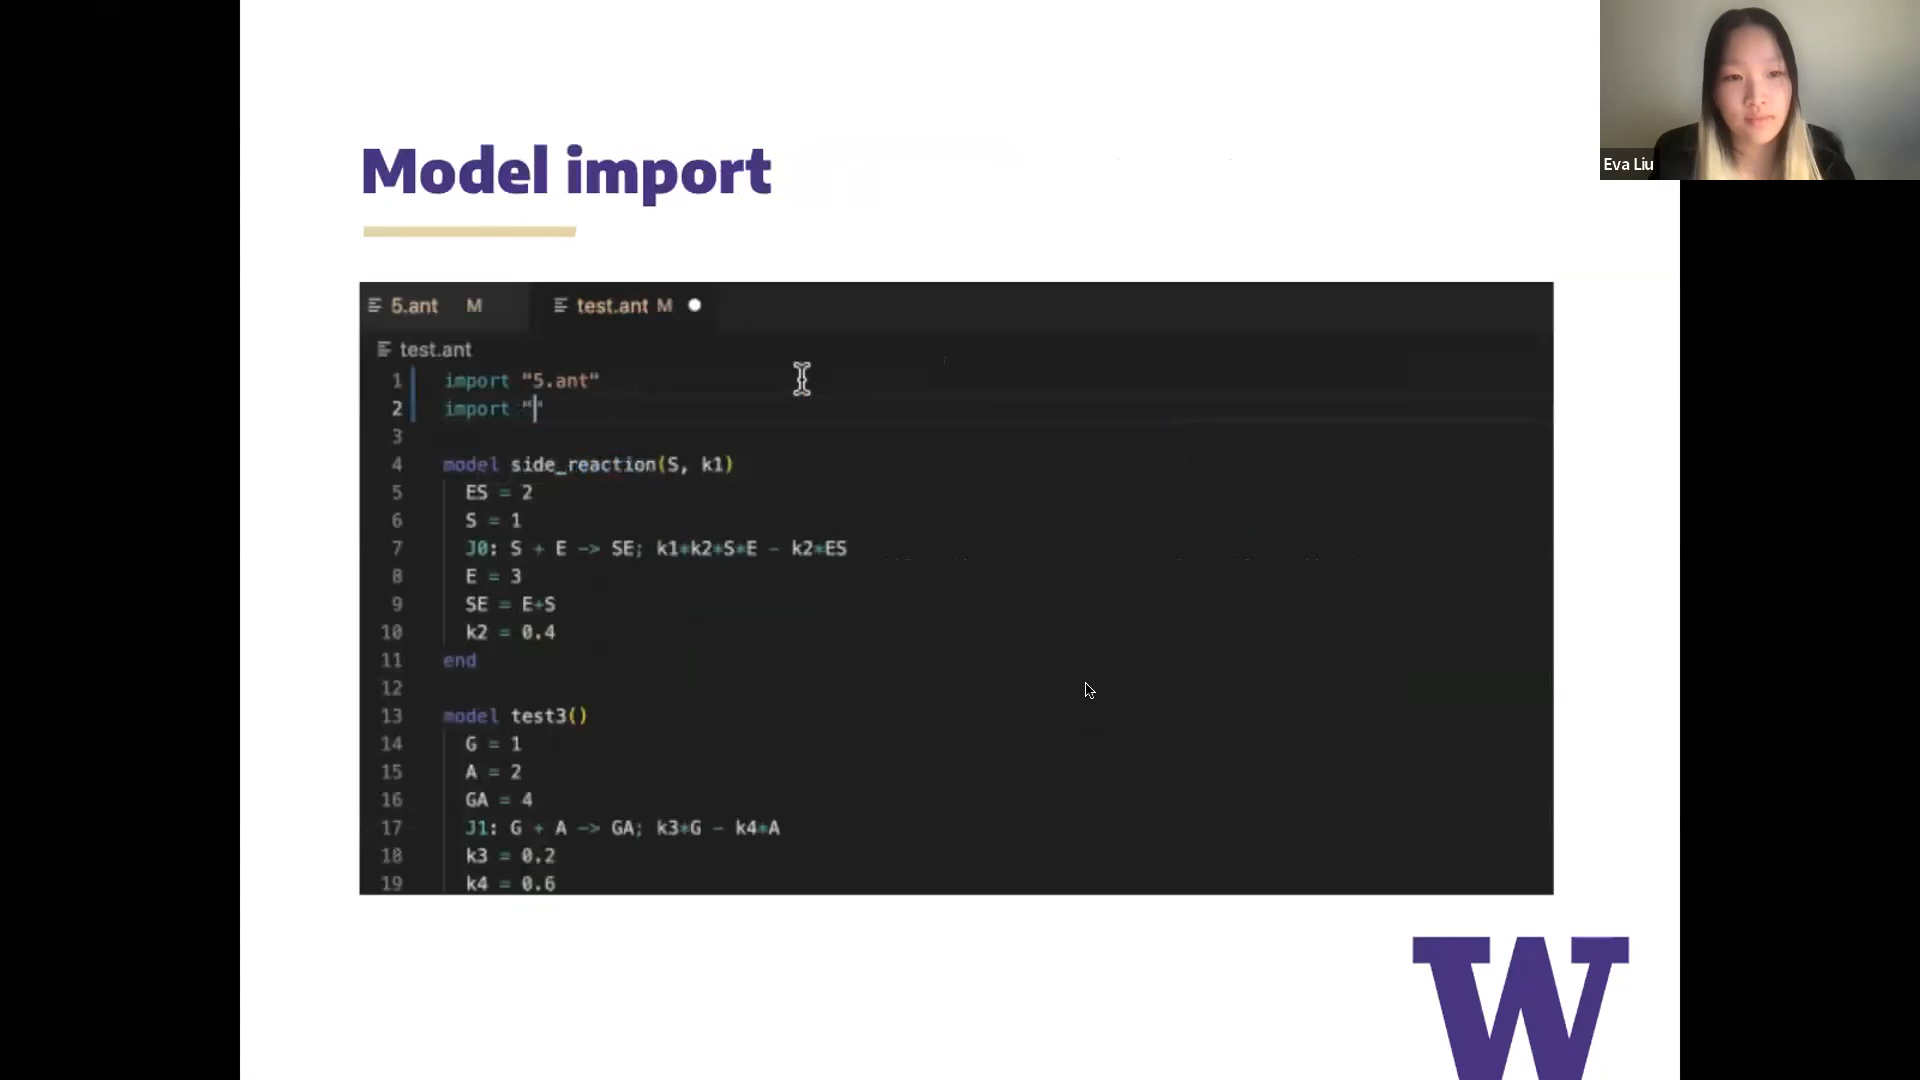 Model import
Eva Liu
5.ant M
test.ant M
test.ant
1 import "5.ant"
2 import ""
3
4 model side_reaction(S, k1)
5 ES = 2
6 S = 1
7 J0: S + E -> SE; k1*k2*S*E - k2*ES
8 E = 3
9 SE = E+S
10 k2 = 0.4
11 end
12
13 model test3()
14 G = 1
15 A = 2
16 GA = 4
17 J1: G + A -> GA; k3*G - k4*A
18 k3 = 0.2
19 k4 = 0.6
W